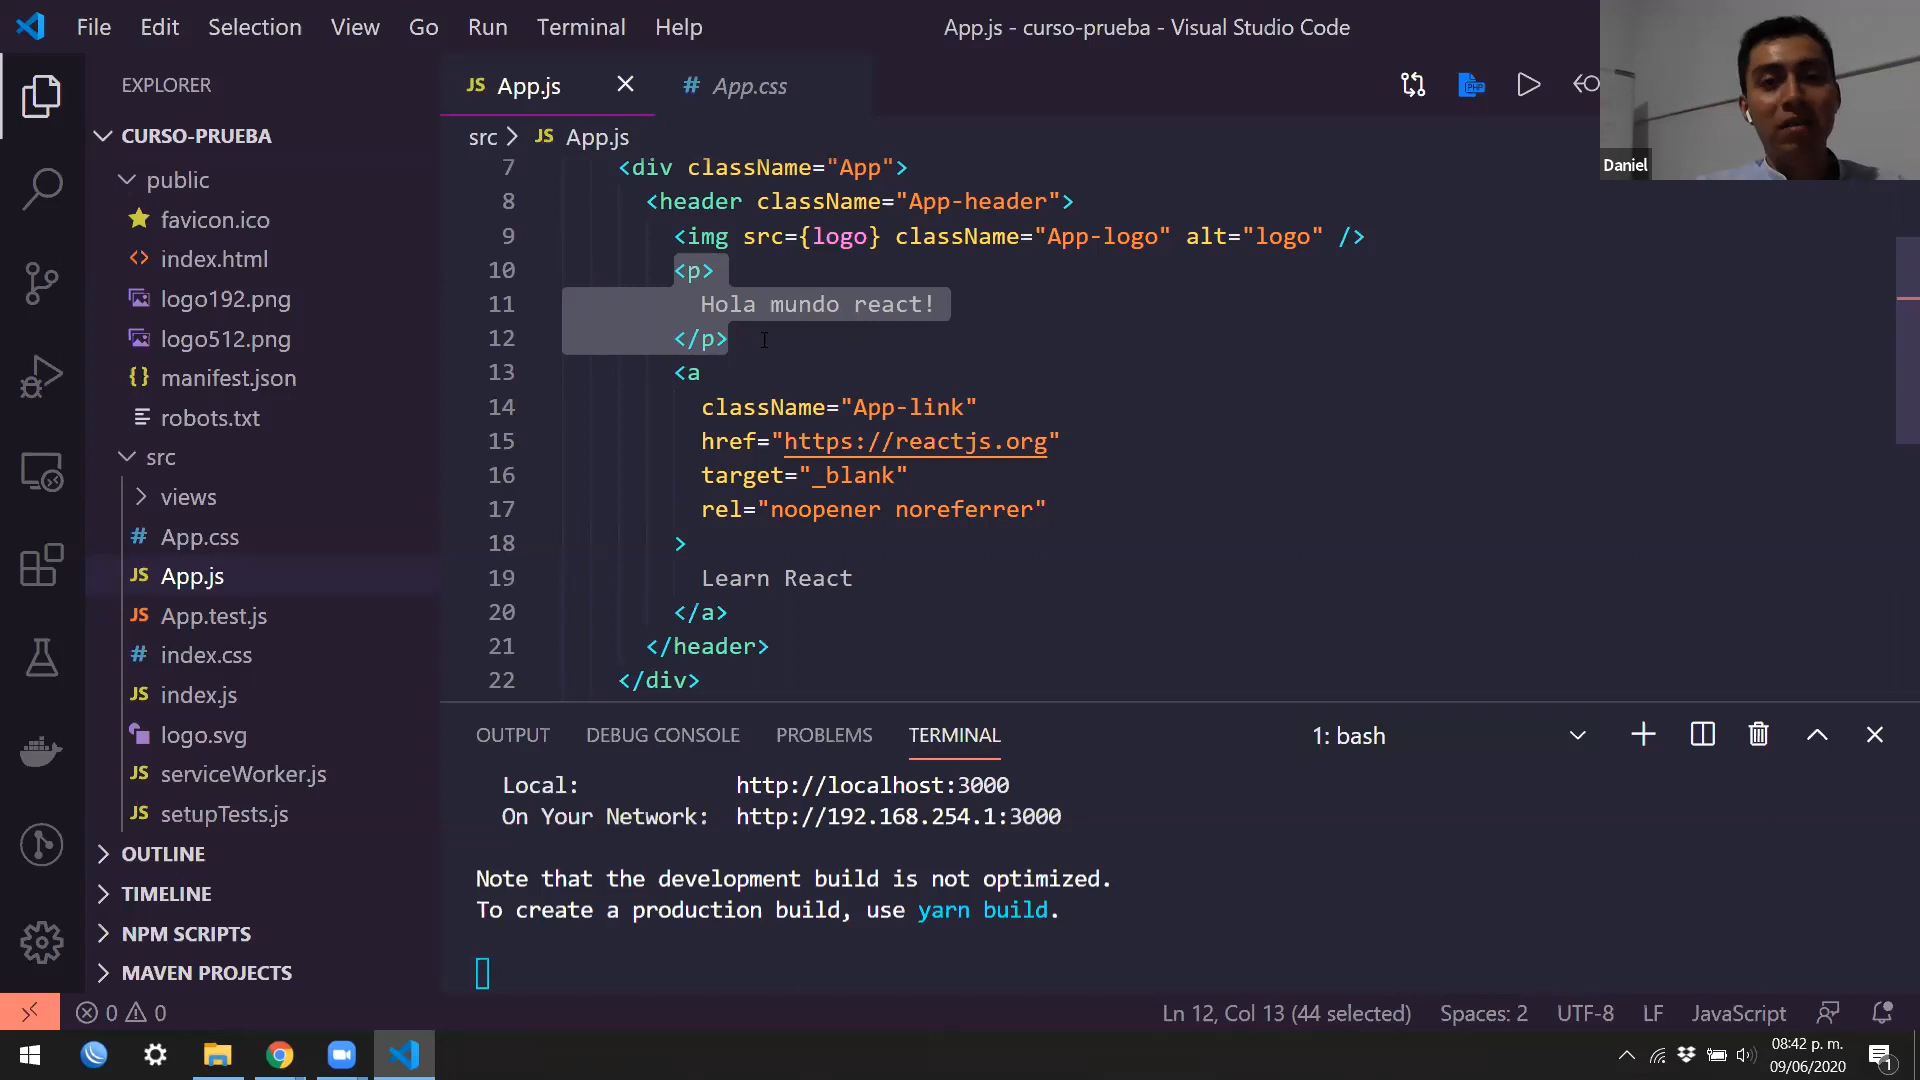 File Edit Selection View Go Run Terminal Help App.js - curso-prueba - Visual Studio Code
EXPLORER
CURSO-PRUEBA
public
favicon.ico
index.html
logo192.png
logo512.png
manifest.json
robots.txt
src
views
App.css
App.js
App.test.js
index.css
index.js
logo.svg
serviceWorker.js
setupTests.js
OUTLINE
TIMELINE
NPM SCRIPTS
MAVEN PROJECTS
JS App.js # App.css
Daniel
src > JS App.js
7 <div className="App">
8 <header className="App-header">
9 <img src={logo} className="App-logo" alt="logo" />
10 <p>
11 Hola mundo react!
12 </p>
13 <a
14 className="App-link"
15 href="https://reactjs.org"
16 target="_blank"
17 rel="noopener noreferrer"
18 >
19 Learn React
20 </a>
21 </header>
22 </div>
OUTPUT DEBUG CONSOLE PROBLEMS TERMINAL 1: bash
Local: http://localhost:3000
On Your Network: http://192.168.254.1:3000
Note that the development build is not optimized.
To create a production build, use yarn build.
0 0 Ln 12, Col 13 (44 selected) Spaces: 2 UTF-8 LF JavaScript
08:42 p. m.
09/06/2020
1